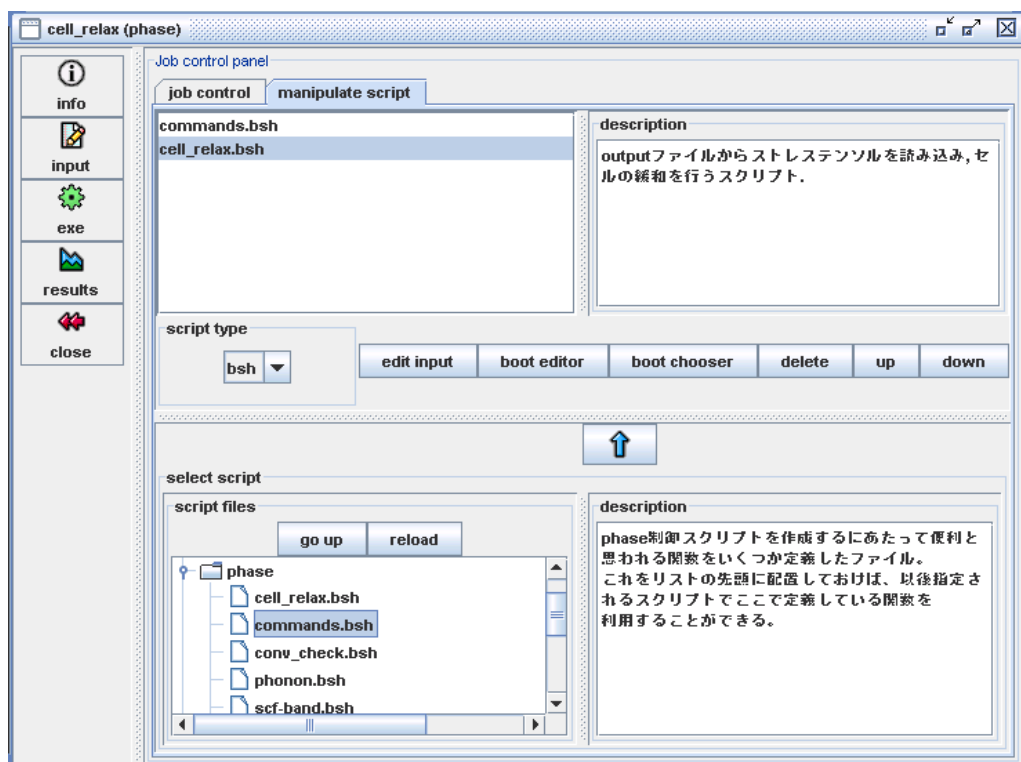 cell_relax (phase)
info
input
exe
results
close
Job control panel
job control
manipulate script
commands.bsh
cell_relax.bsh
description
outputファイルからストレステンソルを読み込み,セ
ルの緩和を行うスクリプト.
script type
bsh
edit input
boot editor
boot chooser
delete
up
down
select script
script files
go up
reload
phase
cell_relax.bsh
commands.bsh
conv_check.bsh
phonon.bsh
scf-band.bsh
description
phase制御スクリプトを作成するにあたって便利と
思われる関数をいくつか定義したファイル。
これをリストの先頭に配置しておけば、以後指定さ
れるスクリプトでここで定義している関数を
利用することができる。